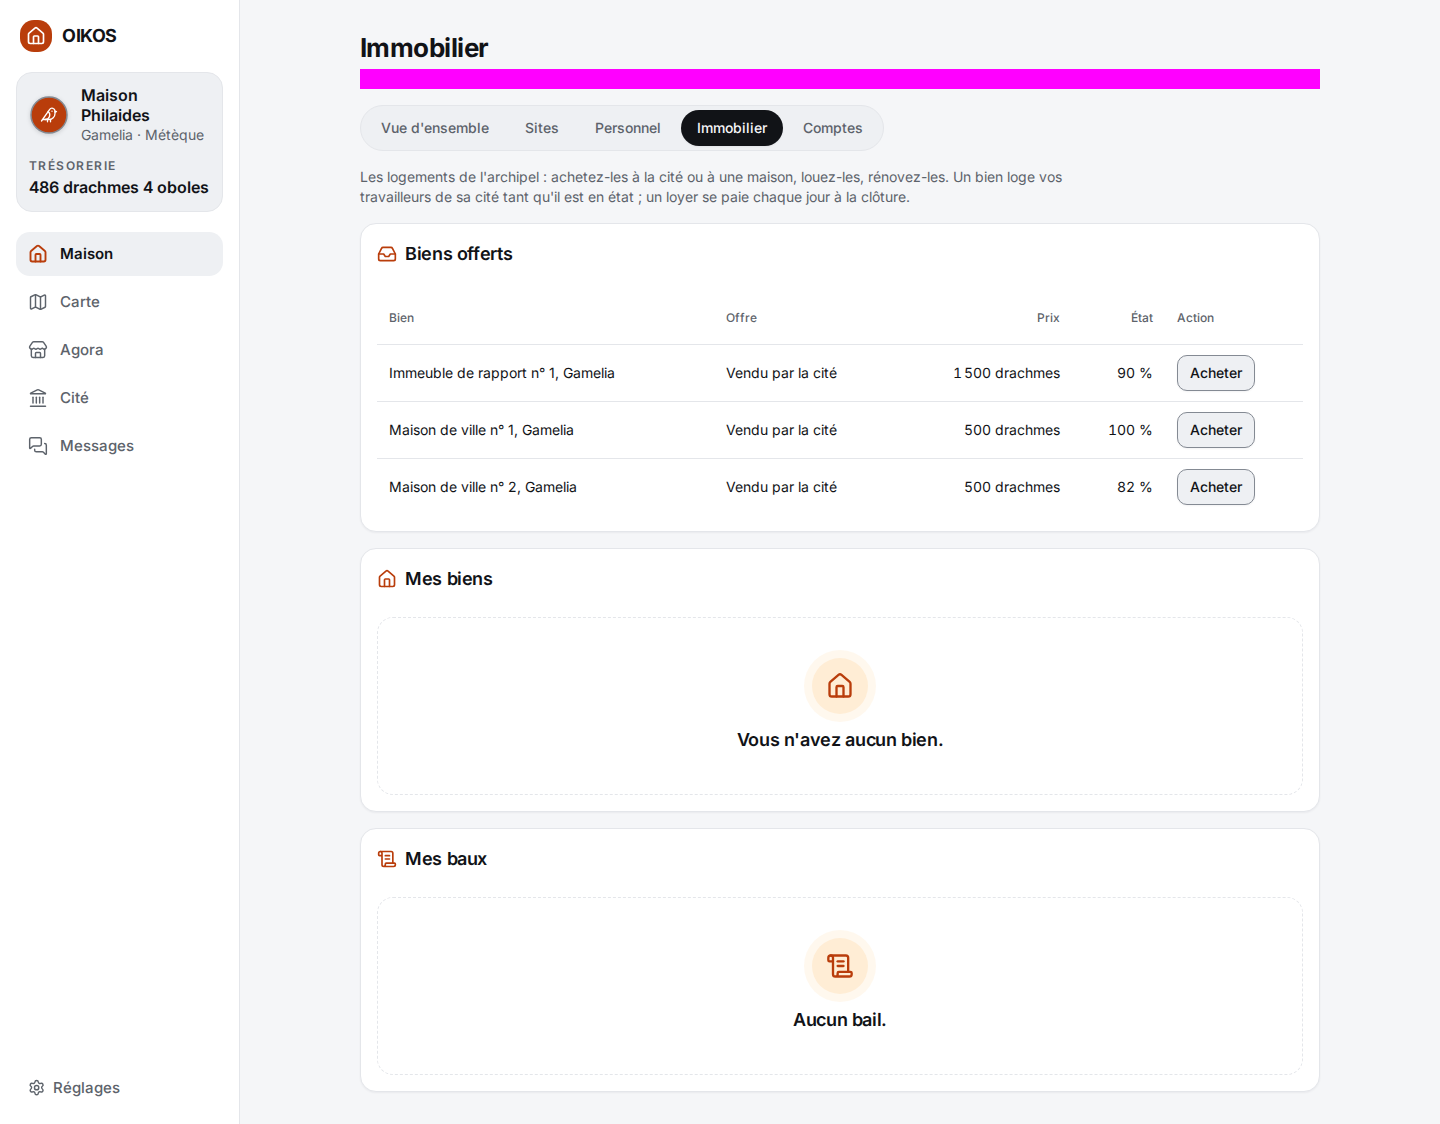 OIKOS
Maison
Philaides
Gamelia · Métèque
TRÉSORERIE
486 drachmes 4 oboles
Maison
Carte
Agora
Cité
Messages
Réglages
Immobilier
Vue d'ensemble Sites Personnel Immobilier Comptes
Les logements de l'archipel : achetez-les à la cité ou à une maison, louez-les, rénovez-les. Un bien loge vos
travailleurs de sa cité tant qu'il est en état ; un loyer se paie chaque jour à la clôture.
Biens offerts
Bien Offre Prix État Action
Immeuble de rapport n° 1, Gamelia Vendu par la cité 1 500 drachmes 90 % Acheter
Maison de ville n° 1, Gamelia Vendu par la cité 500 drachmes 100 % Acheter
Maison de ville n° 2, Gamelia Vendu par la cité 500 drachmes 82 % Acheter
Mes biens
Vous n'avez aucun bien.
Mes baux
Aucun bail.